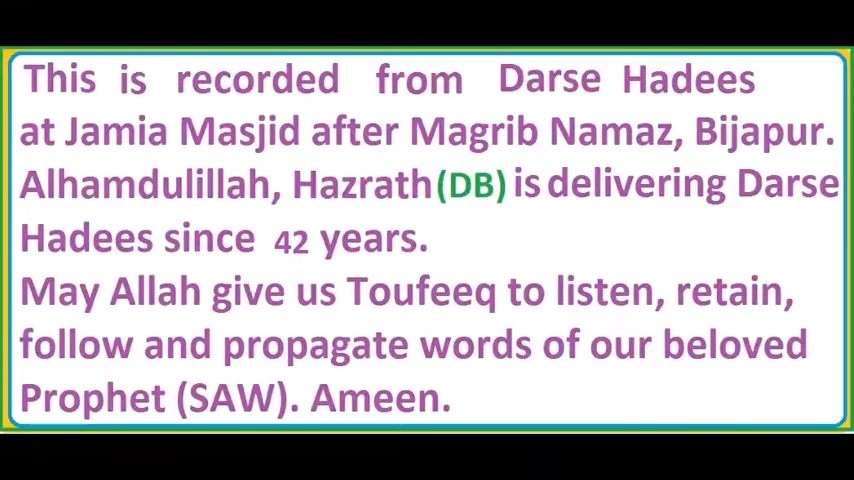 This is recorded from Darse Hadees
at Jamia Masjid after Magrib Namaz, Bijapur.
Alhamdulillah, Hazrath(DB) is delivering Darse
Hadees since 42 years.
May Allah give us Toufeeq to listen, retain,
follow and propagate words of our beloved
Prophet (SAW). Ameen.